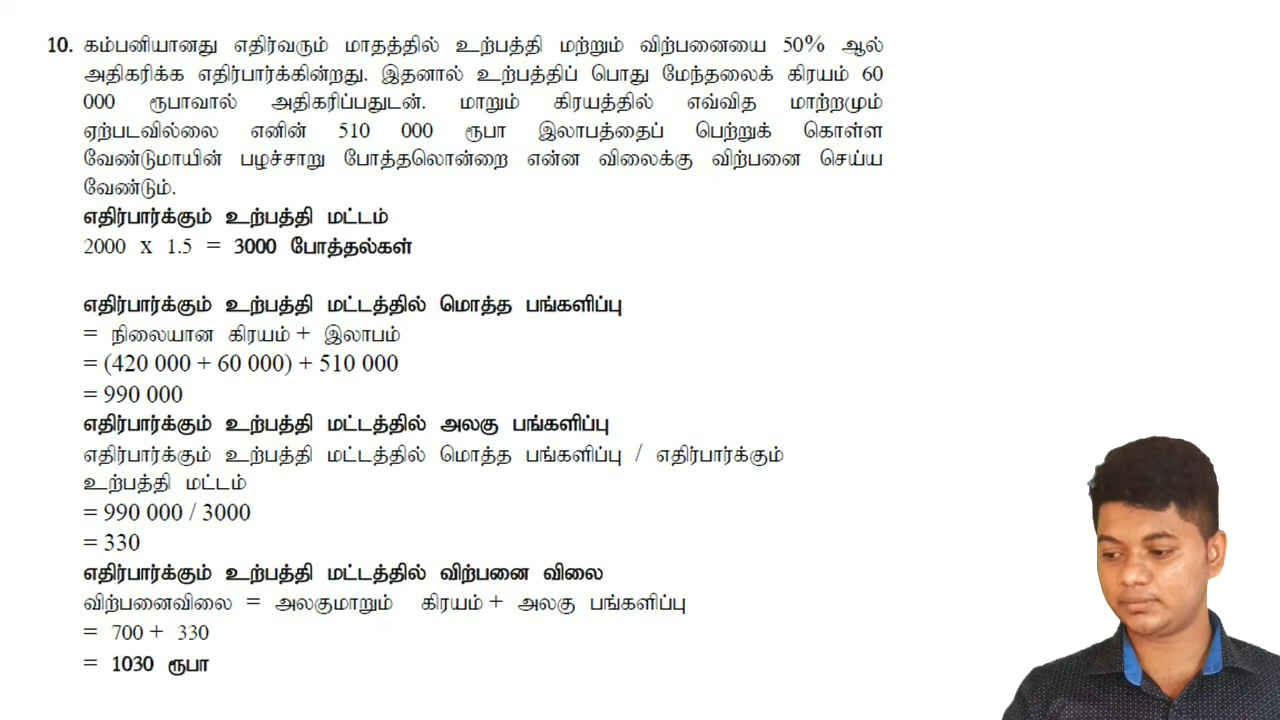 10. கம்பனியானது எதிர்வரும் மாதத்தில் உற்பத்தி மற்றும் விற்பனையை 50% ஆல்
அதிகரிக்க எதிர்பார்க்கின்றது. இதனால் உற்பத்திப் பொது மேந்தலைக் கிரயம் 60
000 ரூபாவால் அதிகரிப்பதுடன். மாறும் கிரயத்தில் எவ்வித மாற்றமும்
ஏற்படவில்லை எனின் 510 000 ரூபா இலாபத்தைப் பெற்றுக் கொள்ள
வேண்டுமாயின் பழச்சாறு போத்தலொன்றை என்ன விலைக்கு விற்பனை செய்ய
வேண்டும்.
எதிர்பார்க்கும் உற்பத்தி மட்டம்
2000 x 1.5 = 3000 போத்தல்கள்
எதிர்பார்க்கும் உற்பத்தி மட்டத்தில் மொத்த பங்களிப்பு
= நிலையான கிரயம் + இலாபம்
= (420 000 + 60 000) + 510 000
= 990 000
எதிர்பார்க்கும் உற்பத்தி மட்டத்தில் அலகு பங்களிப்பு
எதிர்பார்க்கும் உற்பத்தி மட்டத்தில் மொத்த பங்களிப்பு / எதிர்பார்க்கும்
உற்பத்தி மட்டம்
= 990 000 / 3000
= 330
எதிர்பார்க்கும் உற்பத்தி மட்டத்தில் விற்பனை விலை
விற்பனைவிலை = அலகுமாறும் கிரயம் + அலகு பங்களிப்பு
= 700 + 330
= 1030 ரூபா